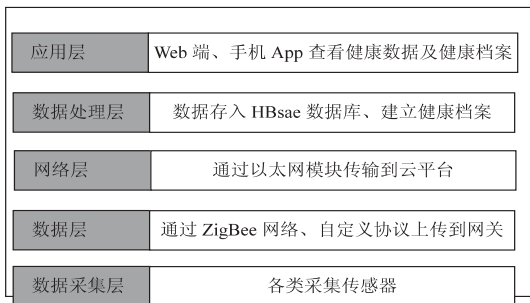 应用层
Web 端、手机 App 查看健康数据及健康档案
数据处理层
数据存入 HBsae 数据库、建立健康档案
网络层
通过以太网模块传输到云平台
数据层
通过 ZigBee 网络、自定义协议上传到网关
数据采集层
各类采集传感器